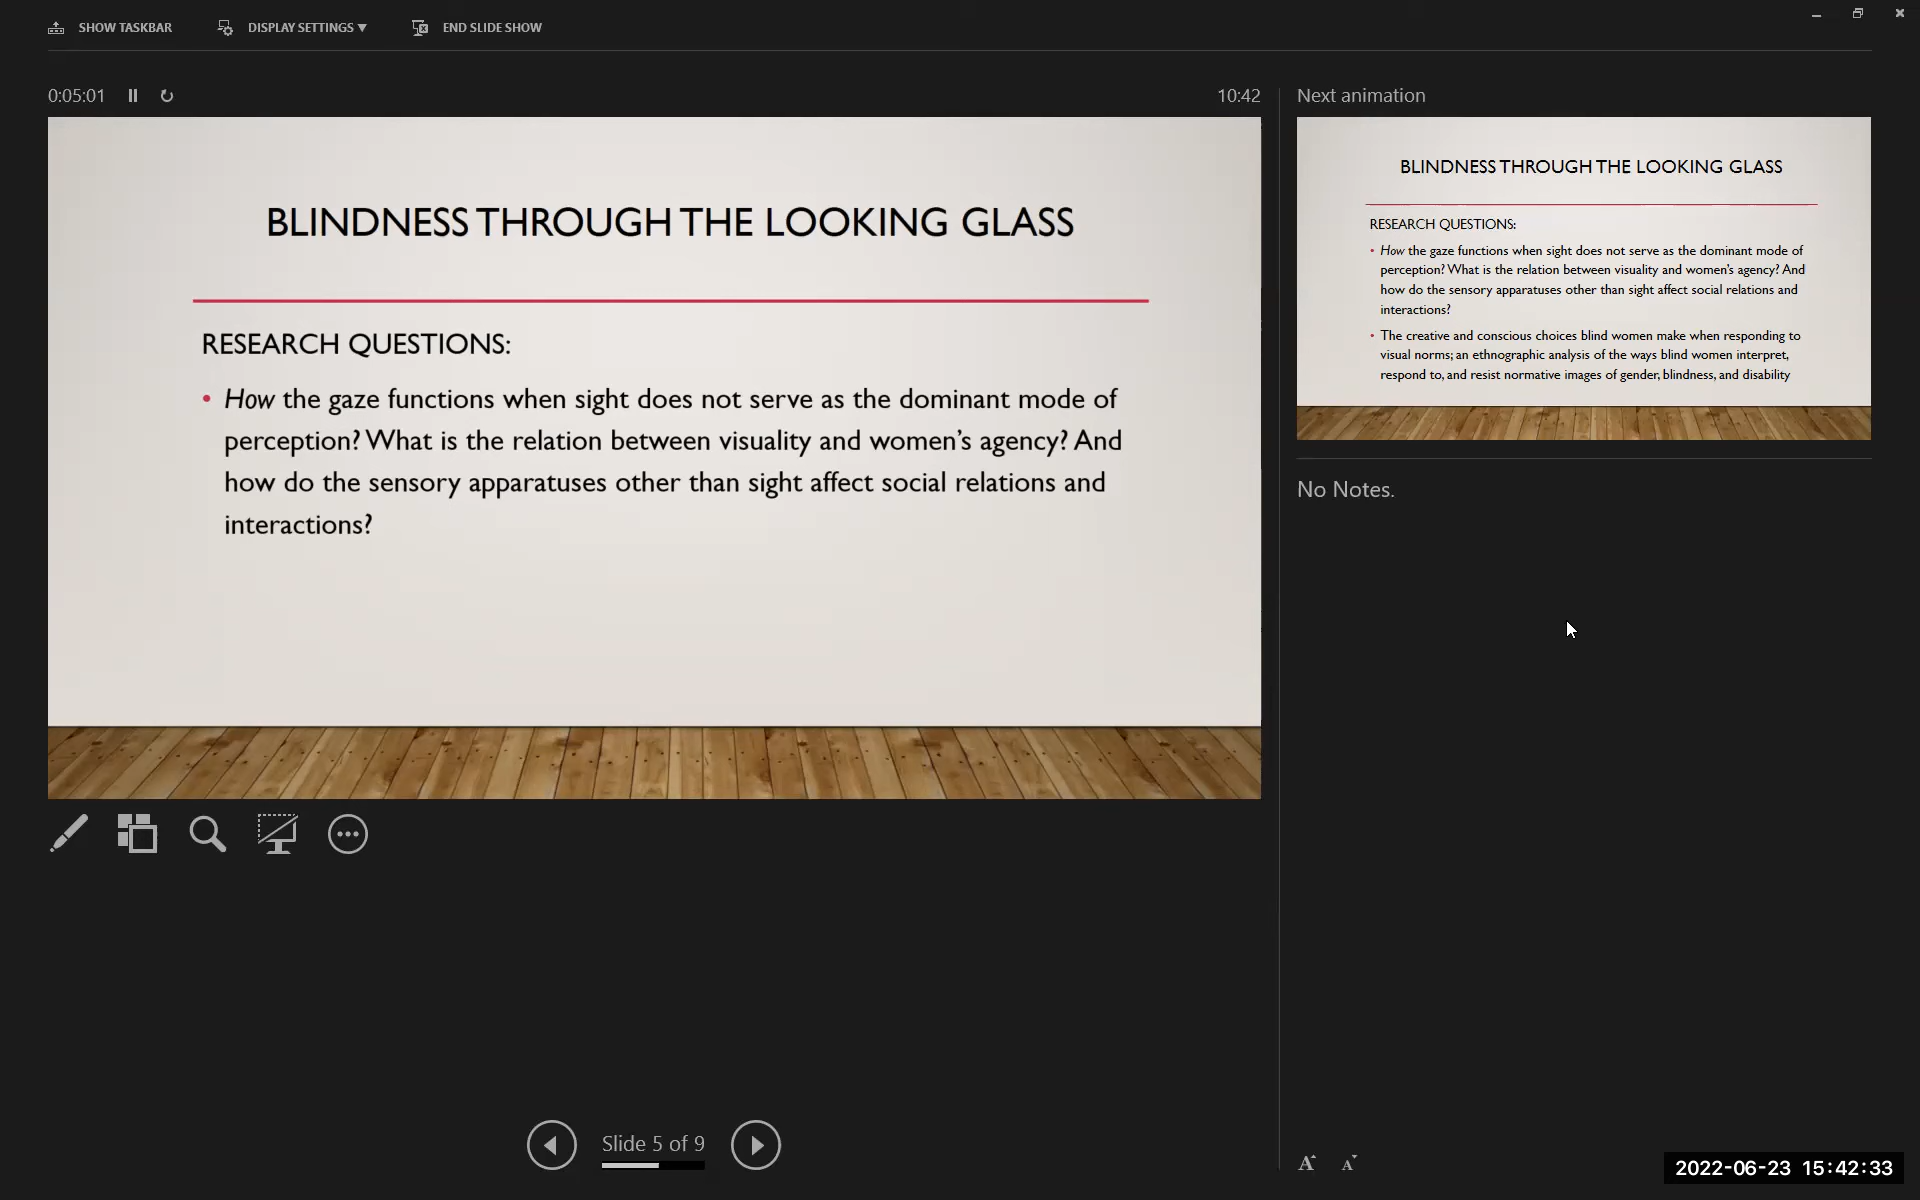 SHOW TASKBAR
DISPLAY SETTINGS ▼
END SLIDE SHOW
0:05:01
10:42
Next animation
BLINDNESS THROUGH THE LOOKING GLASS
RESEARCH QUESTIONS:
• How the gaze functions when sight does not serve as the dominant mode of
perception? What is the relation between visuality and women’s agency? And
how do the sensory apparatuses other than sight affect social relations and
interactions?
BLINDNESS THROUGH THE LOOKING GLASS
RESEARCH QUESTIONS:
• How the gaze functions when sight does not serve as the dominant mode of
perception? What is the relation between visuality and women’s agency? And
how do the sensory apparatuses other than sight affect social relations and
interactions?
• The creative and conscious choices blind women make when responding to
visual norms; an ethnographic analysis of the ways blind women interpret,
respond to, and resist normative images of gender, blindness, and disability
No Notes.
Slide 5 of 9
A A
2022-06-23 15:42:33